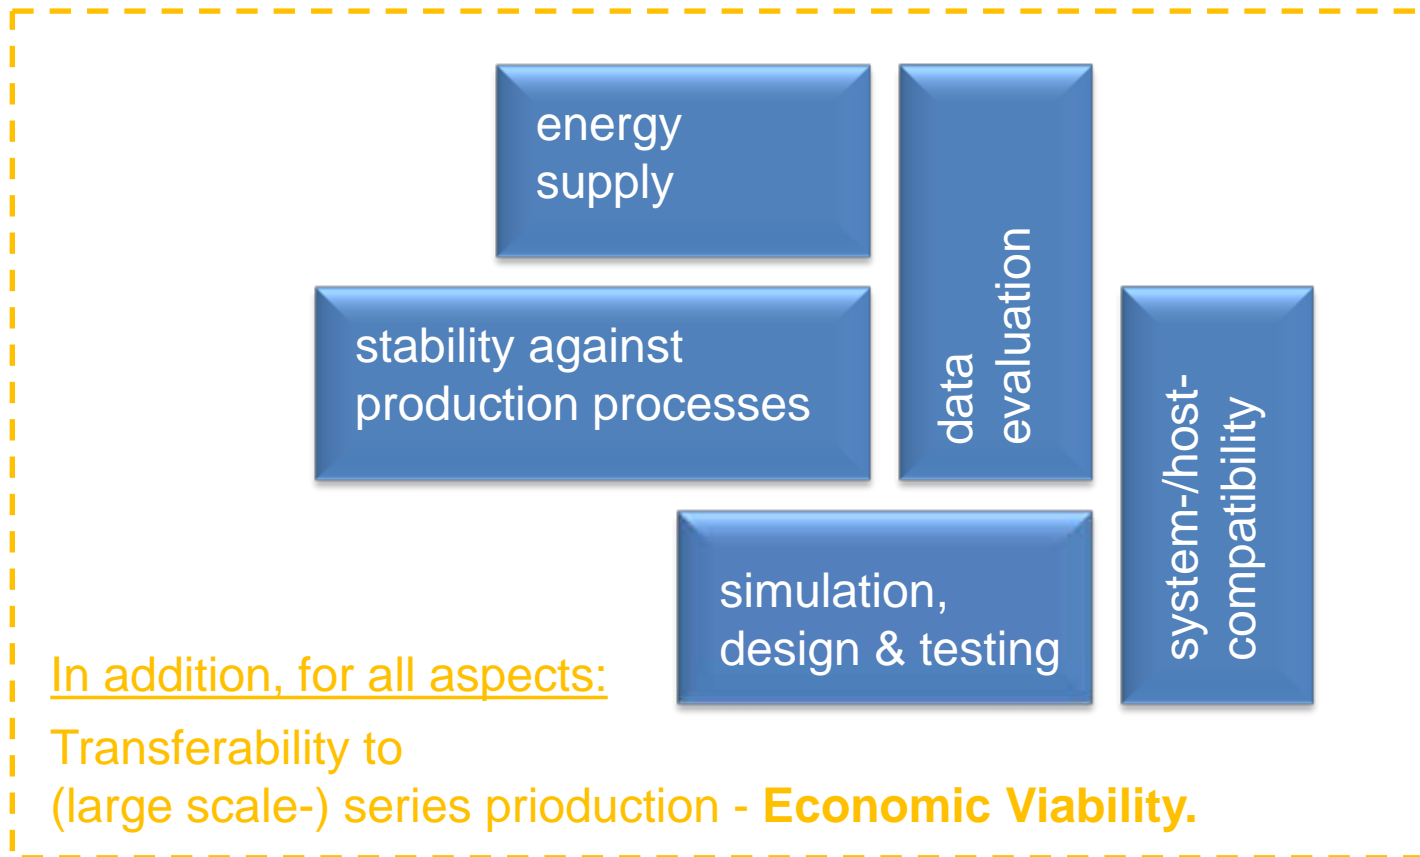 energy
supply
stability against
production processes
data
evaluation
system-/host-
compatibility
simulation,
design & testing
In addition, for all aspects:
Transferability to
(large scale-) series prioduction - Economic Viability.